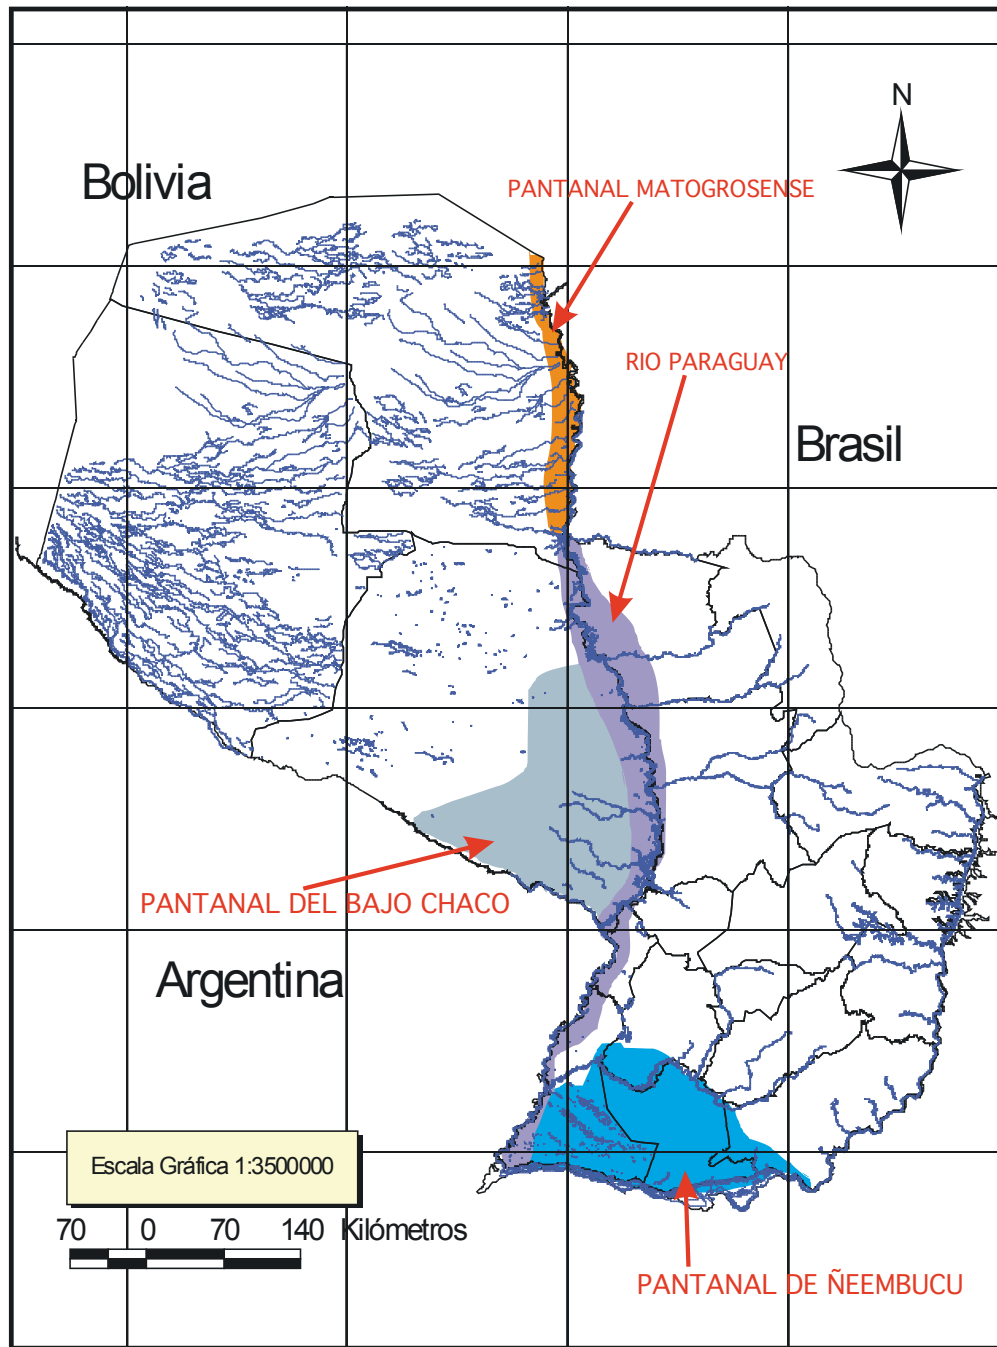 N
Bolivia
PANTANAL MATOGROSENSE
RIO PARAGUAY
Brasil
PANTANAL DEL BAJO CHACO
Argentina
Escala Gráfica 1:3500000
70 0 70 140 Kilómetros
PANTANAL DE ÑEEMBUCU